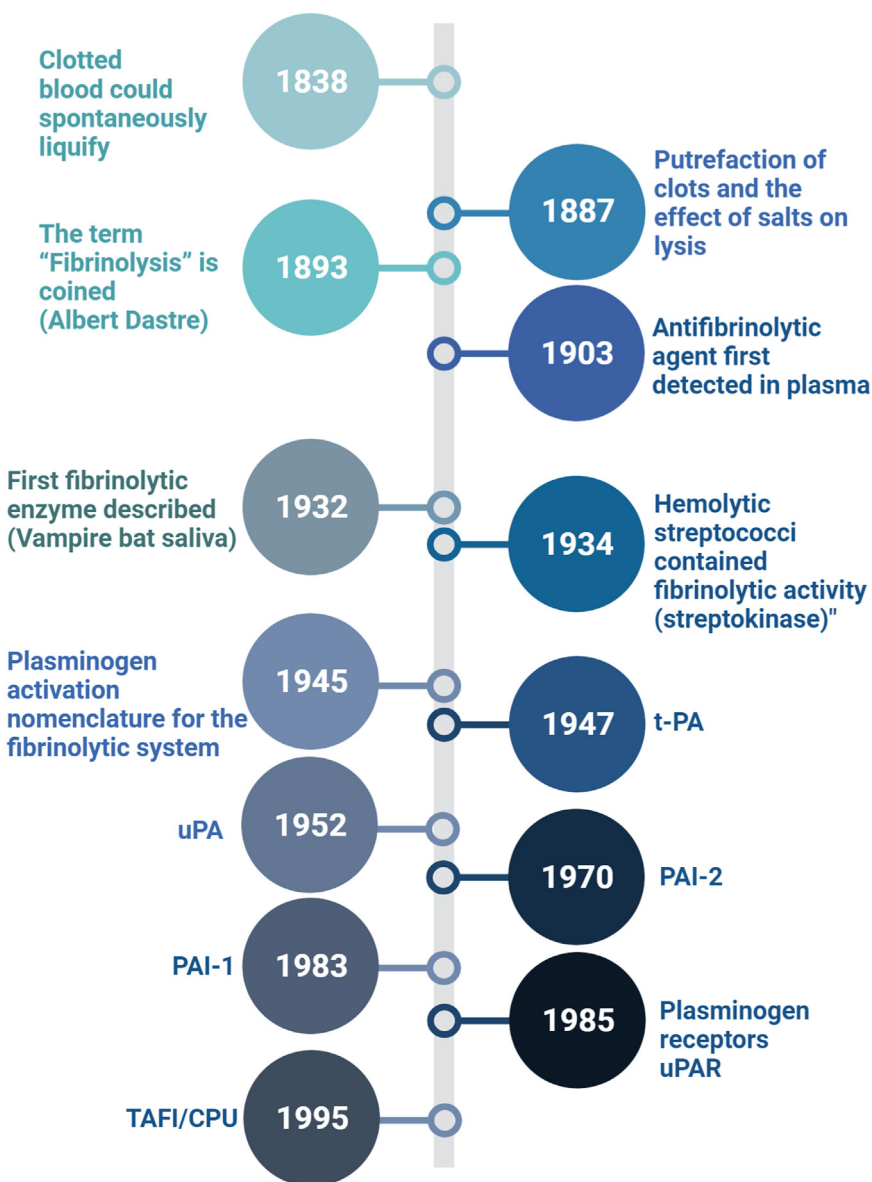 Clotted
blood could
spontaneously
liquify
1838
1887
Putrefaction of
clots and the
effect of salts on
lysis
The term
“Fibrinolysis” is
coined
(Albert Dastre)
1893
1903
Antifibrinolytic
agent first
detected in plasma
First fibrinolytic
enzyme described
(Vampire bat saliva)
1932
1934
Hemolytic
streptococci
contained
fibrinolytic activity
(streptokinase)"
Plasminogen
activation
nomenclature for the
fibrinolytic system
1945
1947
t-PA
uPA
1952
1970
PAI-2
PAI-1
1983
1985
Plasminogen
receptors
uPAR
TAFI/CPU
1995